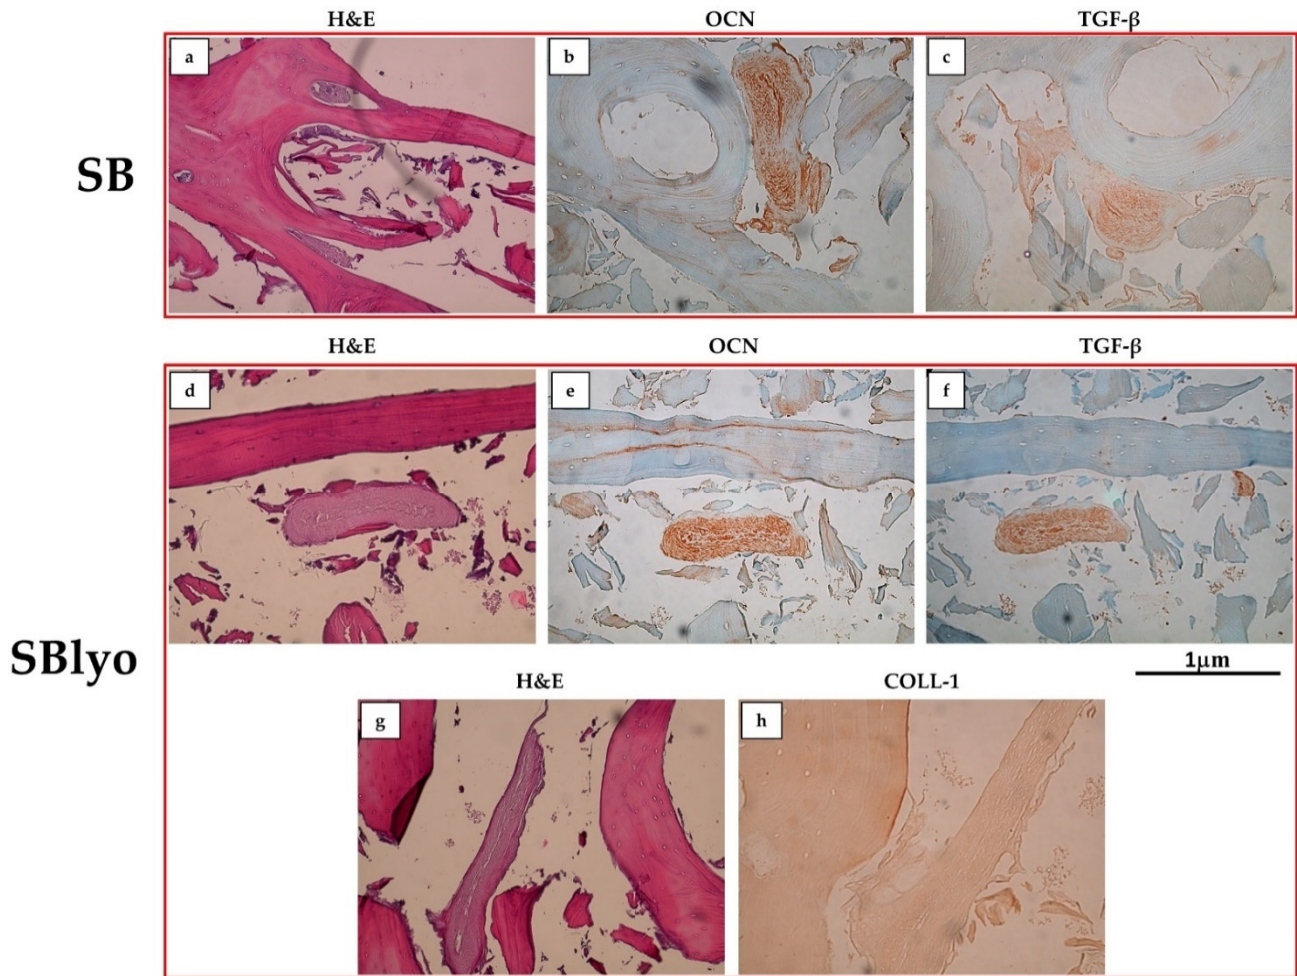 H&E OCN TGF-β
SB
a b c
H&E OCN TGF-β
d e f
SBlyo
1μm
H&E COLL-1
g h